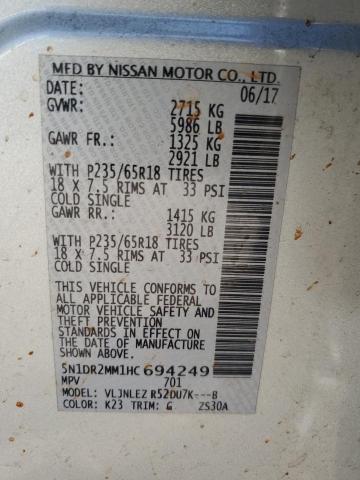 MFD BY NISSAN MOTOR CO., LTD.
DATE: 06/17
GVWR: 2715 KG
5986 LB
GAWR FR.: 1325 KG
2921 LB
WITH P235/65R18 TIRES
18 X 7.5 RIMS AT 33 PSI
COLD SINGLE
GAWR RR.: 1415 KG
3120 LB
WITH P235/65R18 TIRES
18 X 7.5 RIMS AT 33 PSI
COLD SINGLE
THIS VEHICLE CONFORMS TO ALL
APPLICABLE FEDERAL
MOTOR VEHICLE SAFETY AND
THEFT PREVENTION
STANDARDS IN EFFECT ON
THE DATE OF MANUFACTURE
SHOWN ABOVE.
5N1DR2MM1HC694249
MPV 701
MODEL: VLJNLEZ R52DU7K---B
COLOR: K23 TRIM: G ZS30A